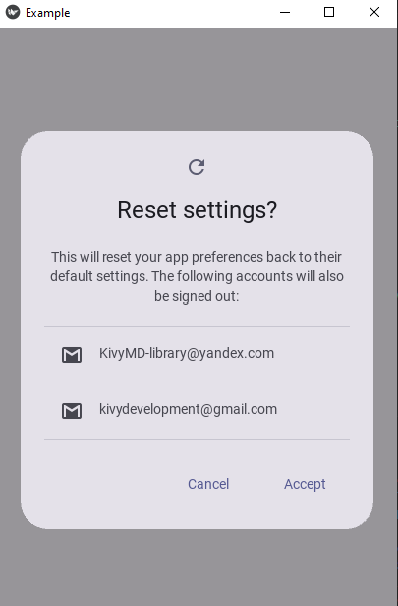 Example
Reset settings?
This will reset your app preferences back to their
default settings. The following accounts will also
be signed out:
KivyMD-library@yandex.com
kivydevelopment@gmail.com
Cancel Accept